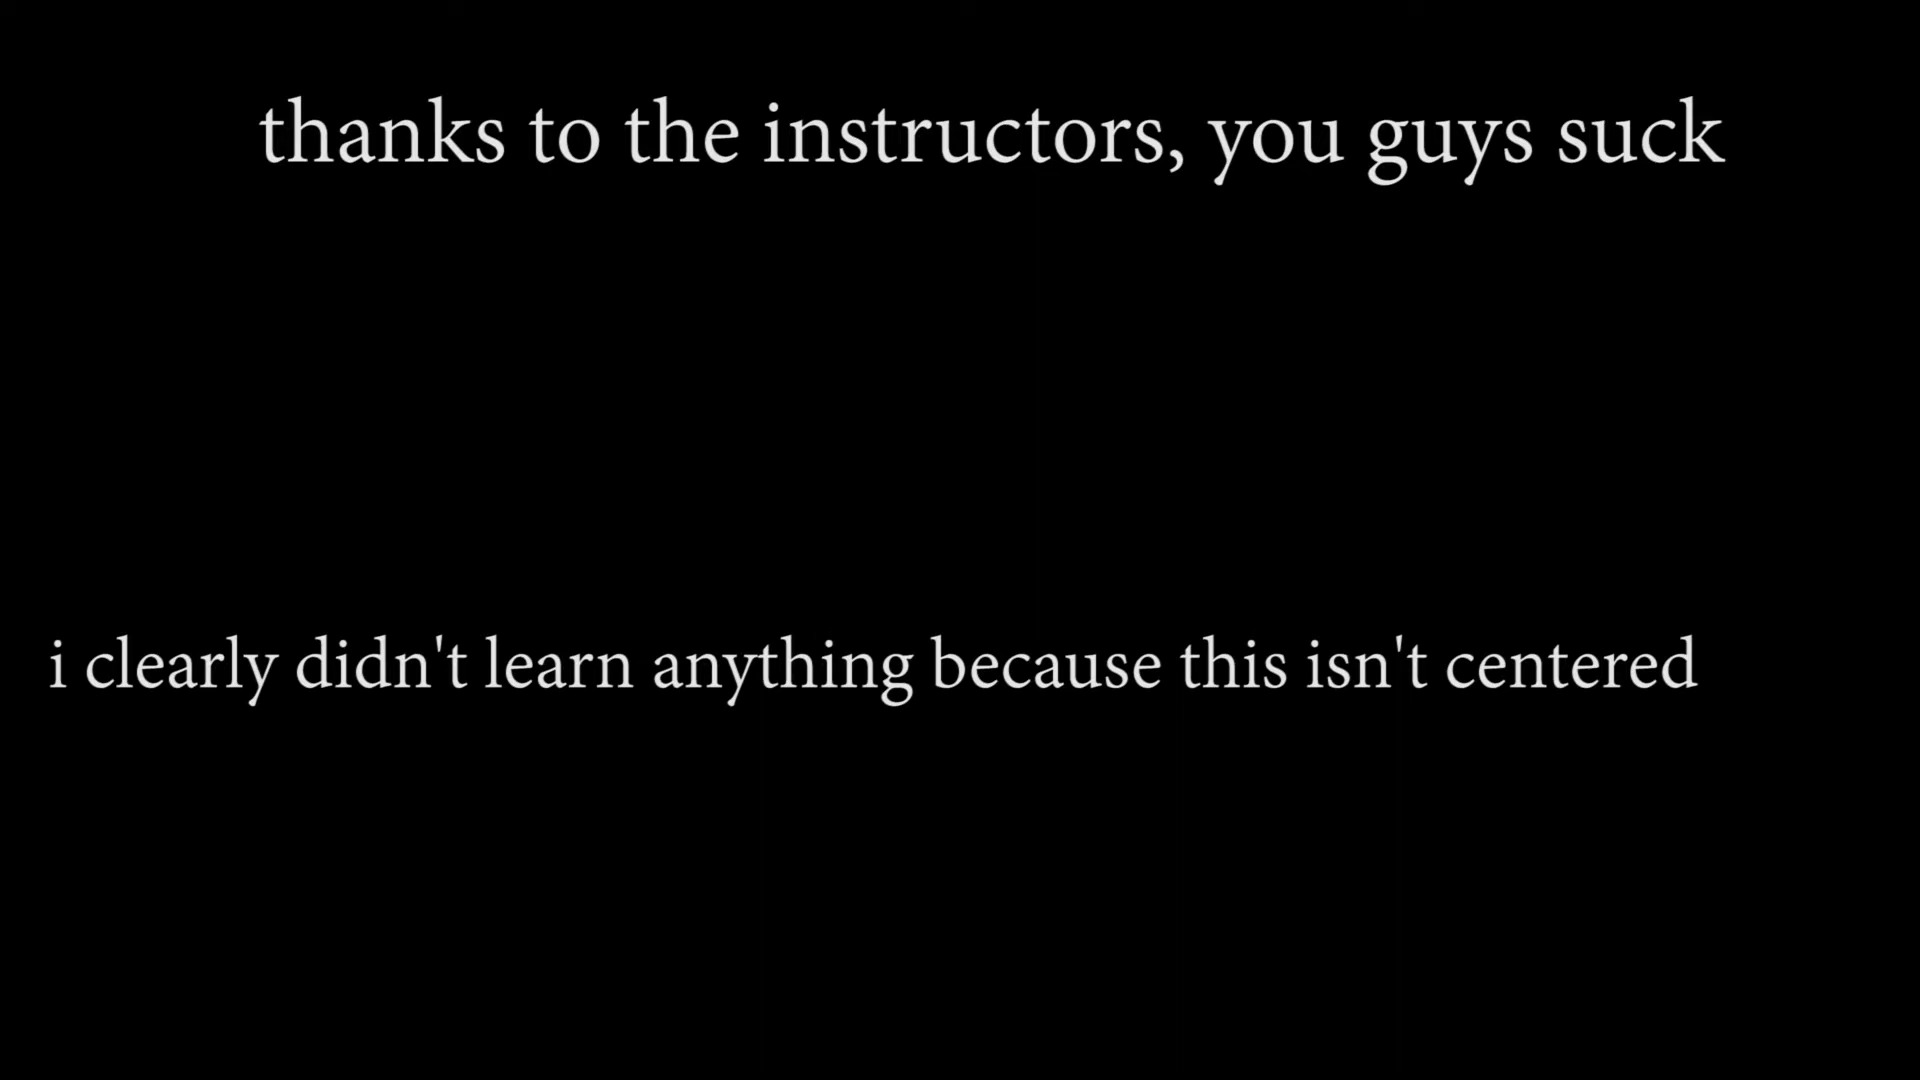 thanks to the instructors, you guys suck
i clearly didn't learn anything because this isn't centered